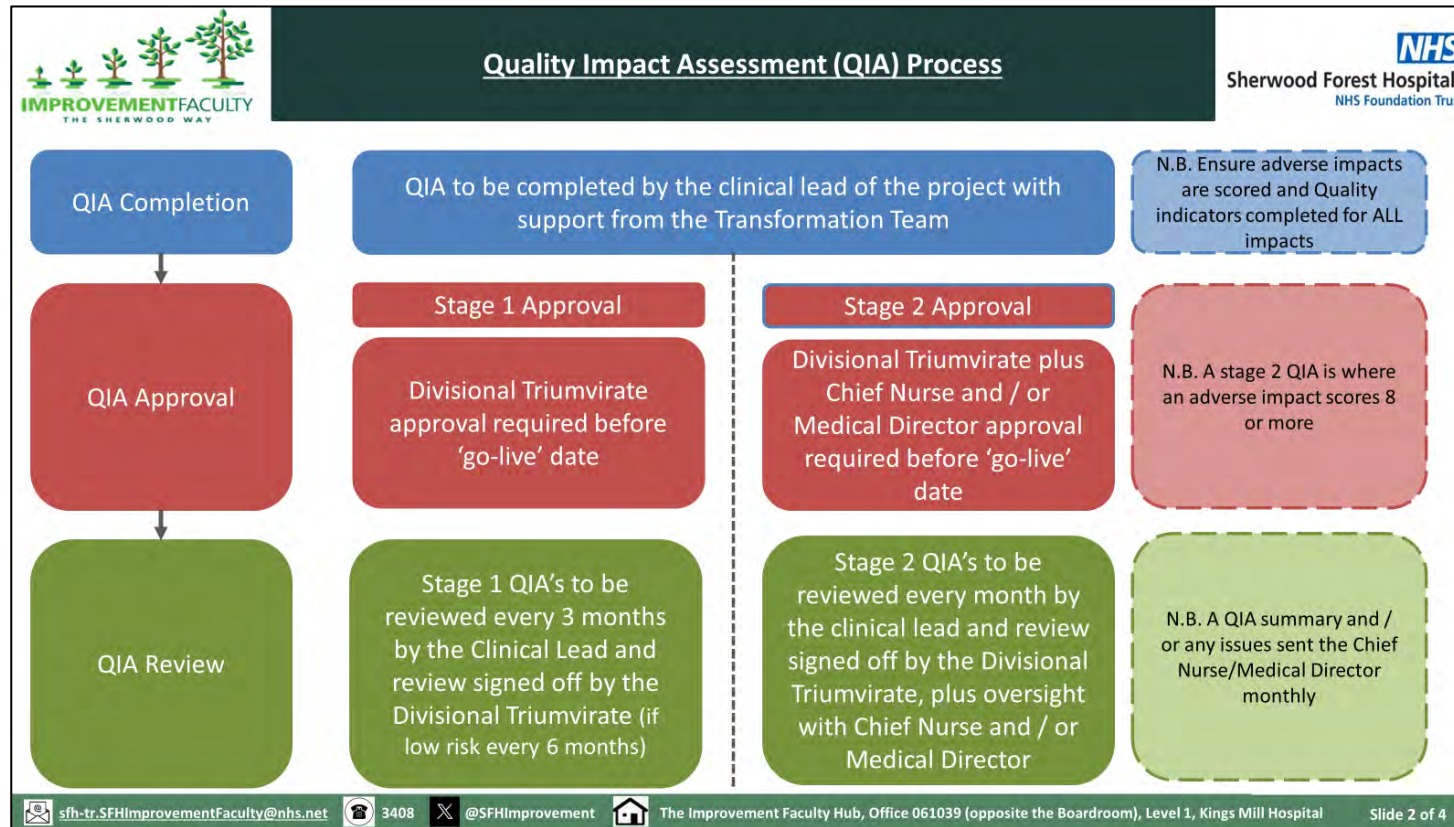 IMPROVEMENTFACULTY
THE SHERWOOD WAY
Quality Impact Assessment (QIA) Process
NHS
Sherwood Forest Hospital
NHS Foundation Tru
QIA Completion
QIA to be completed by the clinical lead of the project with
support from the Transformation Team
N.B. Ensure adverse impacts
are scored and Quality
indicators completed for ALL
impacts
QIA Approval
Stage 1 Approval
Divisional Triumvirate
approval required before
‘go-live’ date
Stage 2 Approval
Divisional Triumvirate plus
Chief Nurse and / or
Medical Director approval
required before ‘go-live’
date
N.B. A stage 2 QIA is where
an adverse impact scores 8
or more
QIA Review
Stage 1 QIA’s to be
reviewed every 3 months
by the Clinical Lead and
review signed off by the
Divisional Triumvirate (if
low risk every 6 months)
Stage 2 QIA’s to be
reviewed every month by
the clinical lead and review
signed off by the Divisional
Triumvirate, plus oversight
with Chief Nurse and / or
Medical Director
N.B. A QIA summary and /
or any issues sent the Chief
Nurse/Medical Director
monthly
sfh-tr.SFHImprovementFaculty@nhs.net 3408 @SFHImprovement The Improvement Faculty Hub, Office 061039 (opposite the Boardroom), Level 1, Kings Mill Hospital Slide 2 of 4